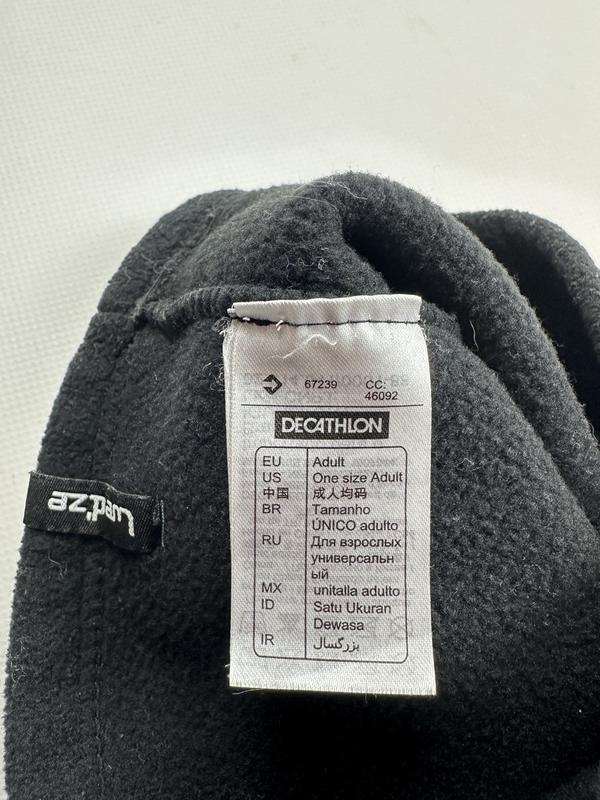 67239 CC:
46092
DECATHLON
EU Adult
US One size Adult
中国 成人均码
BR Tamanho
ÚNICO adulto
RU Для взрослых
универсальн
ый
MX unitalla adulto
ID Satu Ukuran
Dewasa
IR بزرگسال
Lined'ze